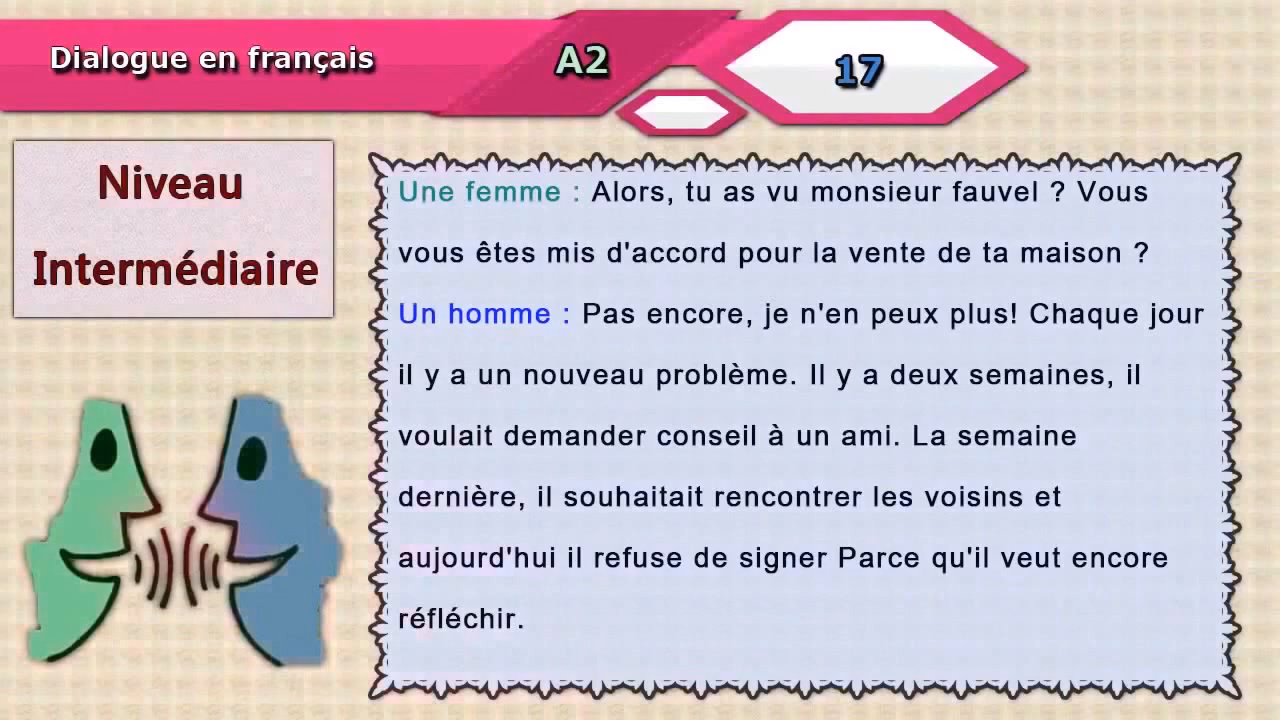 Dialogue en français
A2
17
Niveau
Intermédiaire
Une femme : Alors, tu as vu monsieur fauvel ? Vous
vous êtes mis d'accord pour la vente de ta maison ?
Un homme : Pas encore, je n'en peux plus! Chaque jour
il y a un nouveau problème. Il y a deux semaines, il
voulait demander conseil à un ami. La semaine
dernière, il souhaitait rencontrer les voisins et
aujourd'hui il refuse de signer Parce qu'il veut encore
réfléchir.